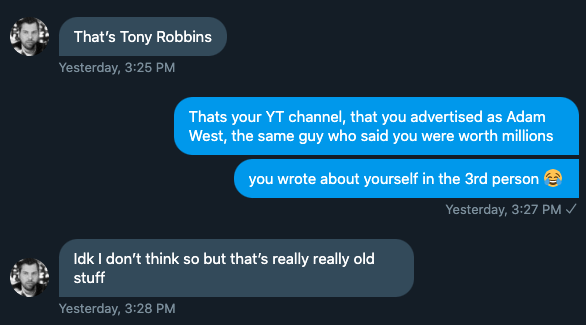 That's Tony Robbins
Yesterday, 3:25 PM
Thats your YT channel, that you advertised as Adam
West, the same guy who said you were worth millions
you wrote about yourself in the 3rd person 😂
Yesterday, 3:27 PM ✓
Idk I don't think so but that's really really old
stuff
Yesterday, 3:28 PM